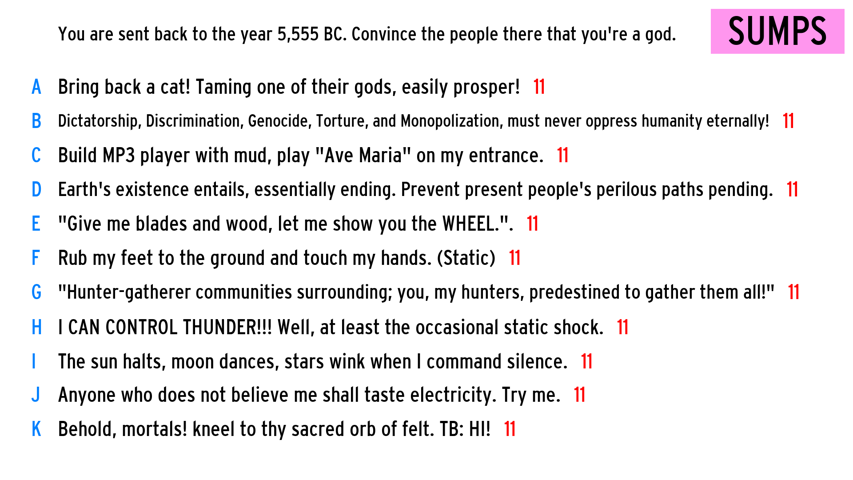 You are sent back to the year 5,555 BC. Convince the people there that you're a god.
SUMPS
A Bring back a cat! Taming one of their gods, easily prosper! 11
B Dictatorship, Discrimination, Genocide, Torture, and Monopolization, must never oppress humanity eternally! 11
C Build MP3 player with mud, play "Ave Maria" on my entrance. 11
D Earth's existence entails, essentially ending. Prevent present people's perilous paths pending. 11
E "Give me blades and wood, let me show you the WHEEL.". 11
F Rub my feet to the ground and touch my hands. (Static) 11
G "Hunter-gatherer communities surrounding; you, my hunters, predestined to gather them all!" 11
H I CAN CONTROL THUNDER!!! Well, at least the occasional static shock. 11
I The sun halts, moon dances, stars wink when I command silence. 11
J Anyone who does not believe me shall taste electricity. Try me. 11
K Behold, mortals! kneel to thy sacred orb of felt. TB: HI! 11